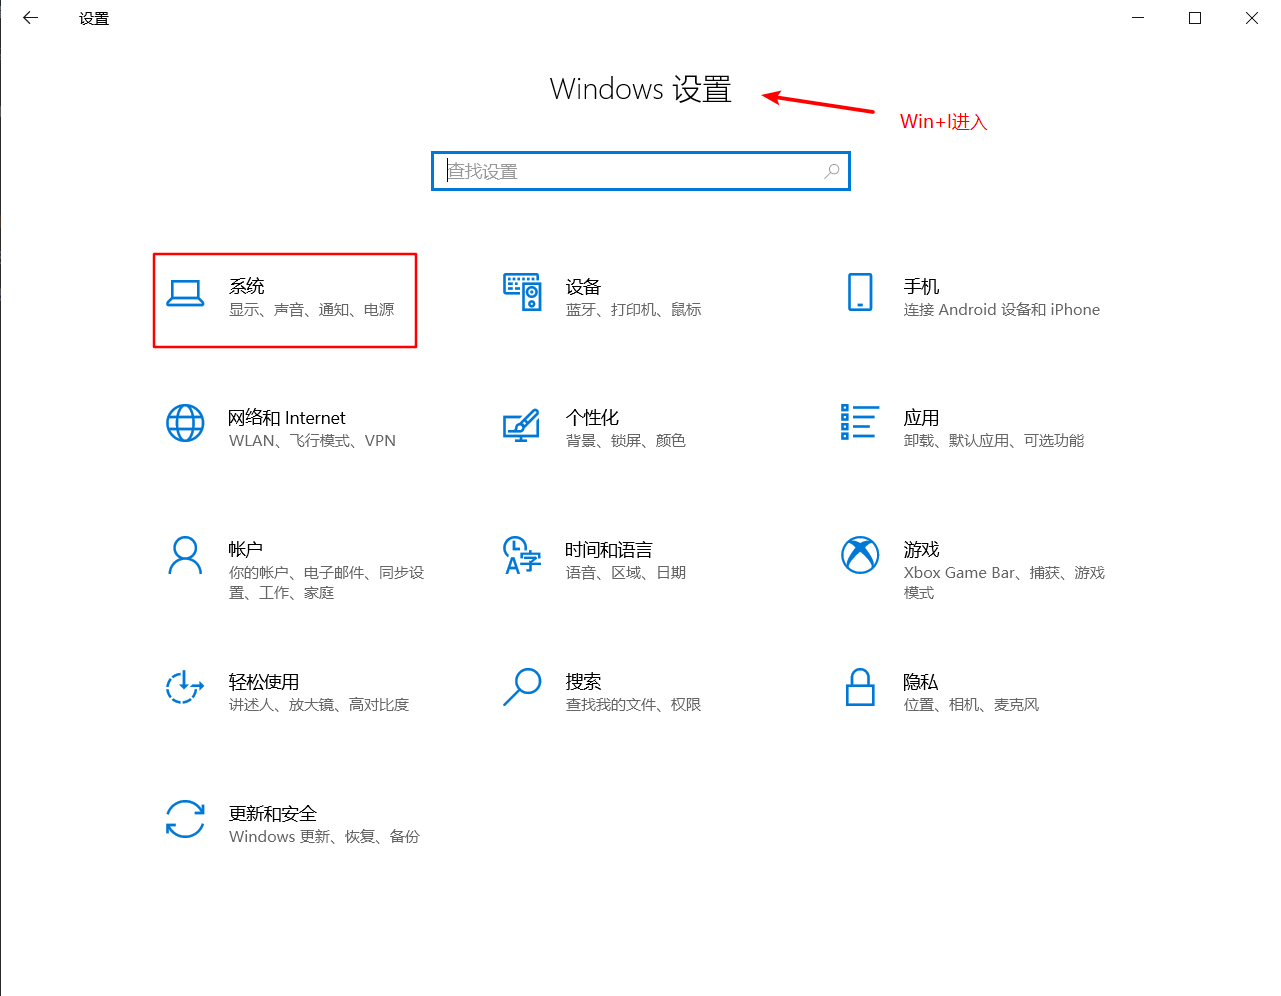 设置
Windows 设置
Win+I进入
查找设置
系统
显示、声音、通知、电源
设备
蓝牙、打印机、鼠标
手机
连接 Android 设备和 iPhone
网络和 Internet
WLAN、飞行模式、VPN
个性化
背景、锁屏、颜色
应用
卸载、默认应用、可选功能
帐户
你的帐户、电子邮件、同步设
置、工作、家庭
时间和语言
语音、区域、日期
游戏
Xbox Game Bar、捕获、游戏
模式
轻松使用
讲述人、放大镜、高对比度
搜索
查找我的文件、权限
隐私
位置、相机、麦克风
更新和安全
Windows 更新、恢复、备份